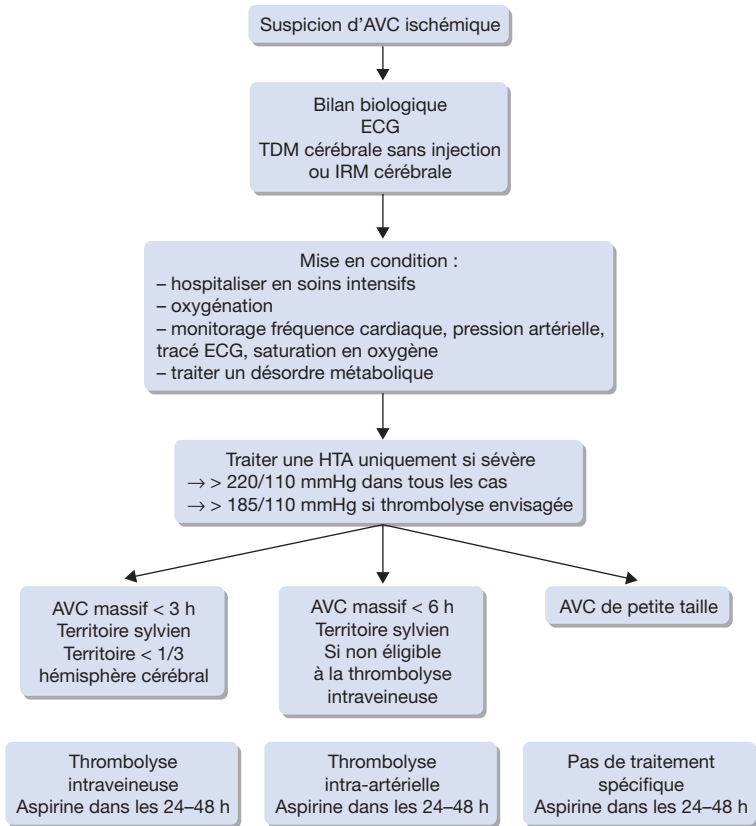 Suspicion d'AVC ischémique
Bilan biologique
ECG
TDM cérébrale sans injection
ou IRM cérébrale
Mise en condition :
– hospitaliser en soins intensifs
– oxygénation
– monitorage fréquence cardiaque, pression artérielle,
tracé ECG, saturation en oxygène
– traiter un désordre métabolique
Traiter une HTA uniquement si sévère
→ > 220/110 mmHg dans tous les cas
→ > 185/110 mmHg si thrombolyse envisagée
AVC massif < 3 h
Territoire sylvien
Territoire < 1/3
hémisphère cérébral
AVC massif < 6 h
Territoire sylvien
Si non éligible
à la thrombolyse
intraveineuse
AVC de petite taille
Thrombolyse
intraveineuse
Aspirine dans les 24–48 h
Thrombolyse
intra-artérielle
Aspirine dans les 24–48 h
Pas de traitement
spécifique
Aspirine dans les 24–48 h